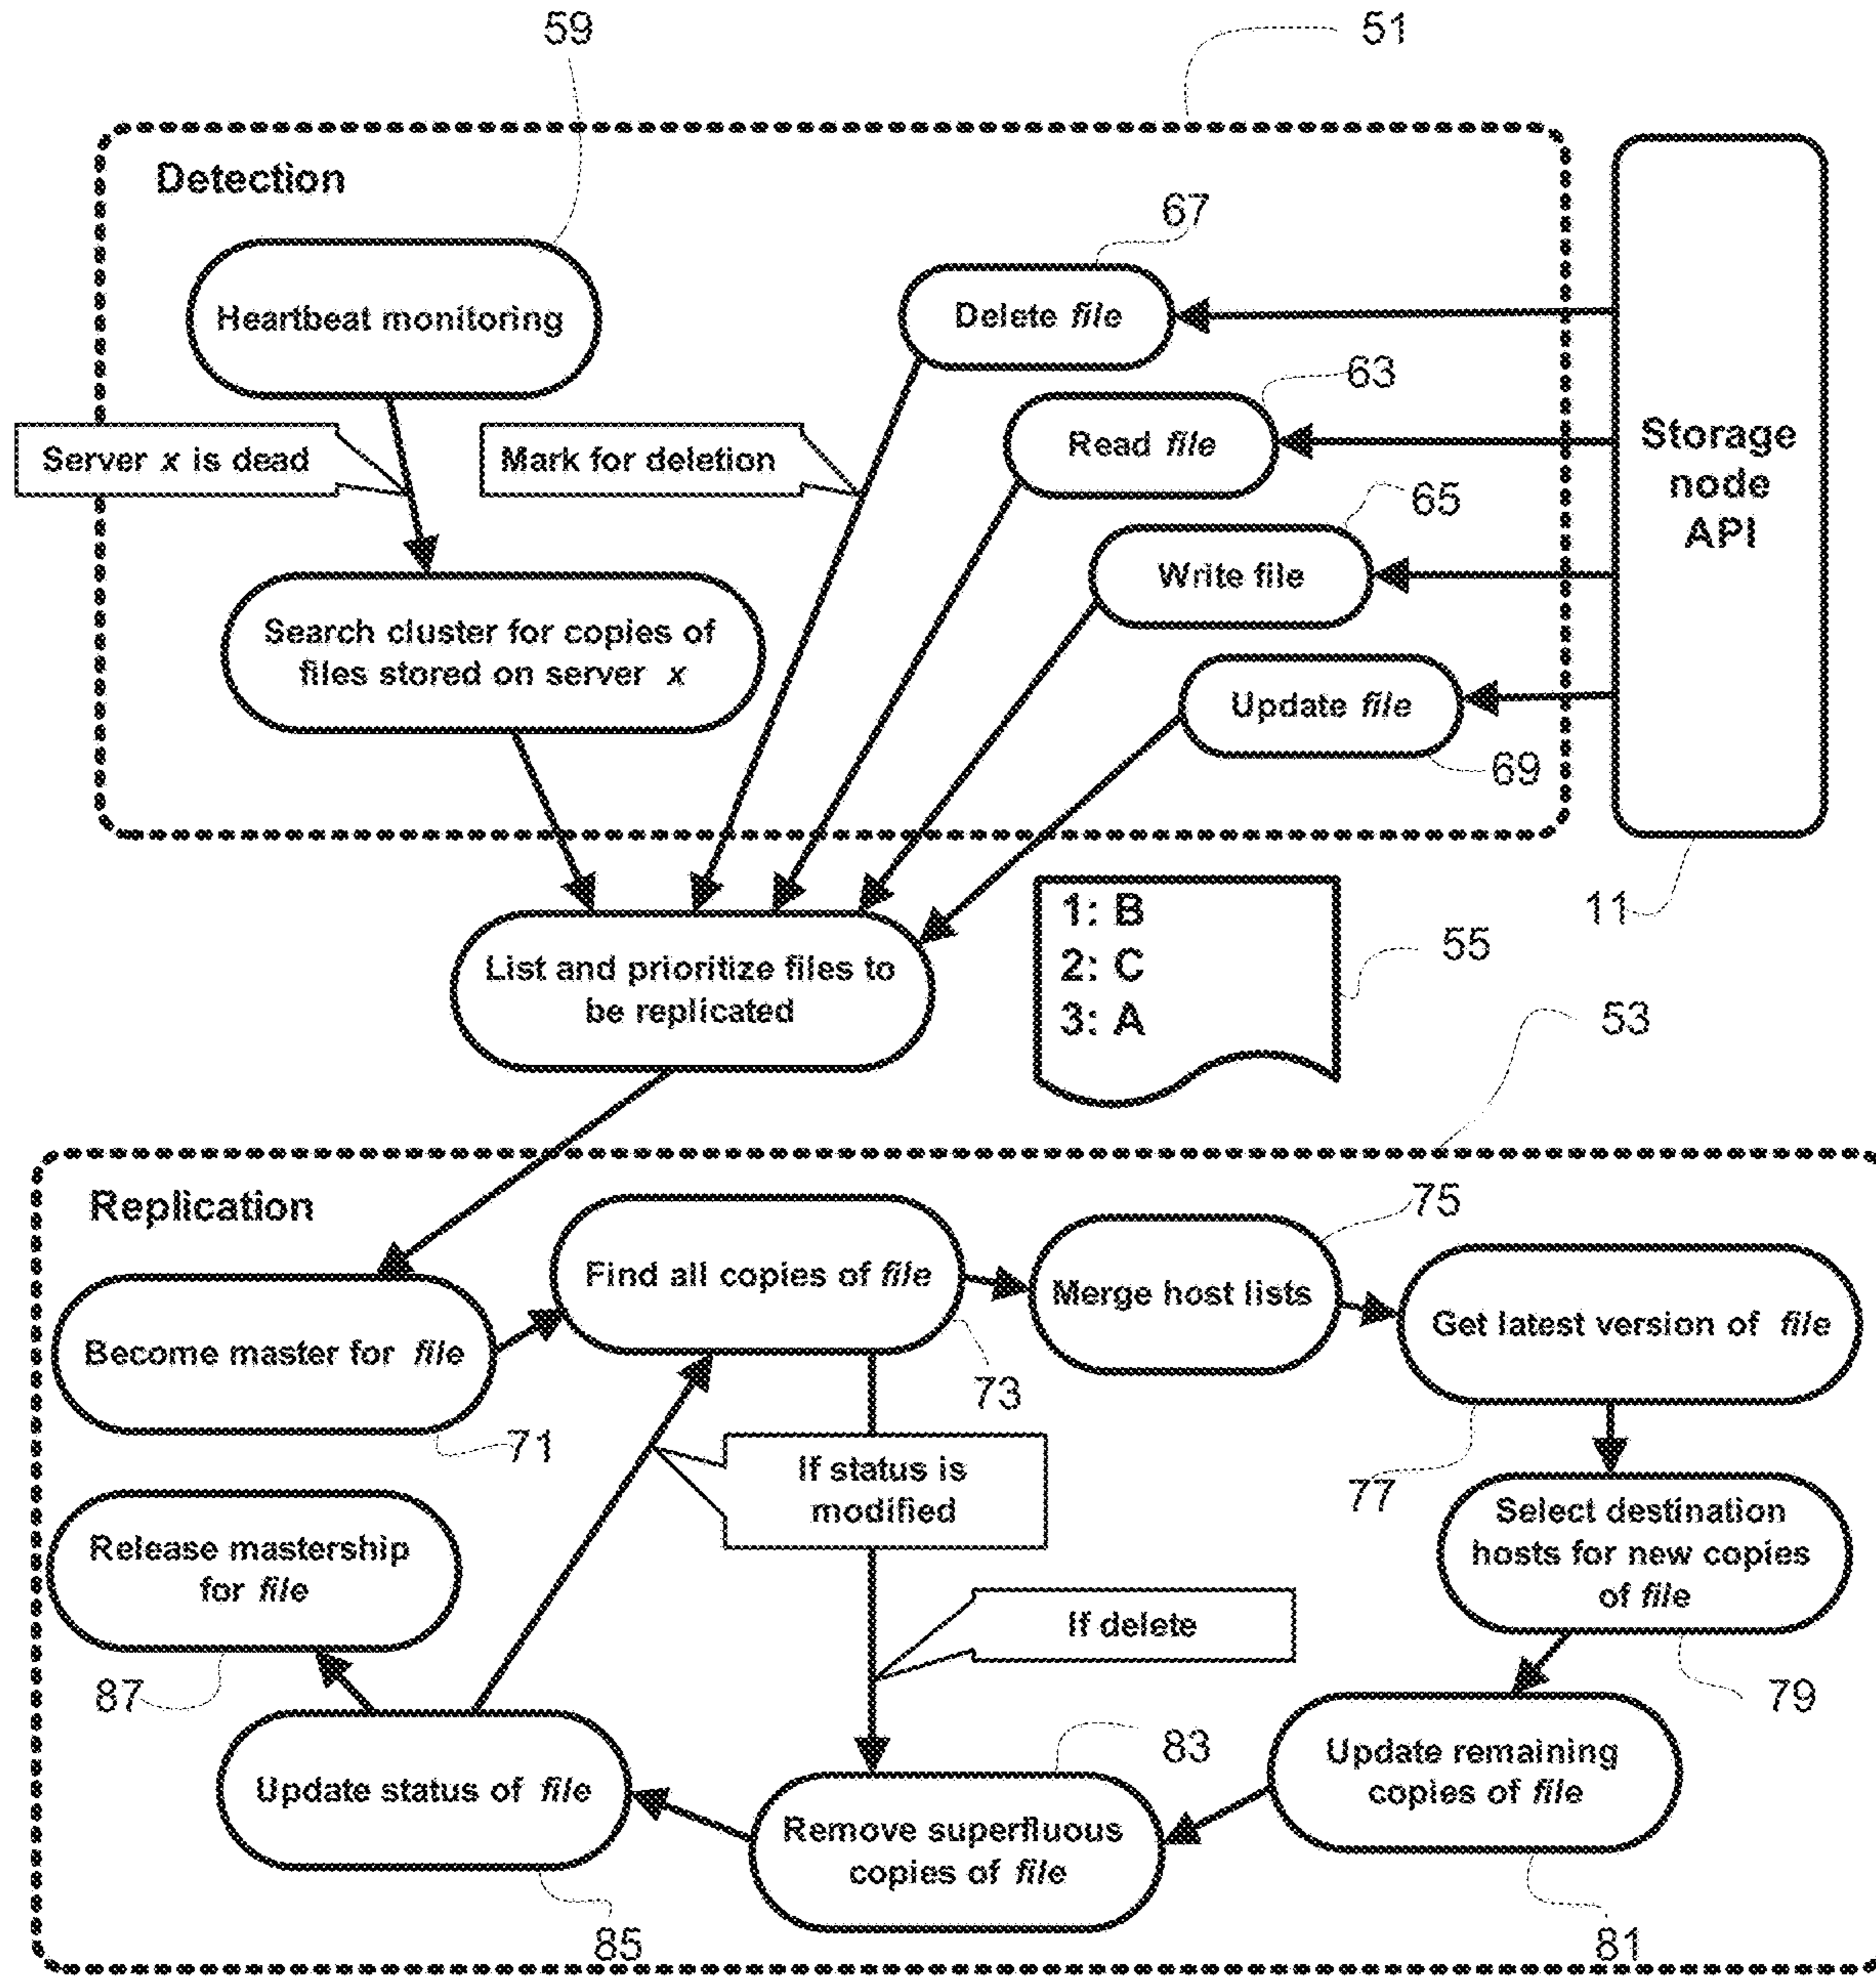 59
51
Detection
67
Heartbeat monitoring
Delete file
63
Read file
Server x is dead
Mark for deletion
Storage
node
API
65
Write file
Search cluster for copies of
files stored on server x
Update file
69
11
1: B
2: C
3: A
55
List and prioritize files to
be replicated
53
Replication
75
Find all copies of file
Merge host lists
Get latest version of file
Become master for file
73
71
If status is
modified
77
Select destination
hosts for new copies
of file
Release mastership
for file
If delete
87
79
83
Update remaining
copies of file
Update status of file
Remove superfluous
copies of file
85
81